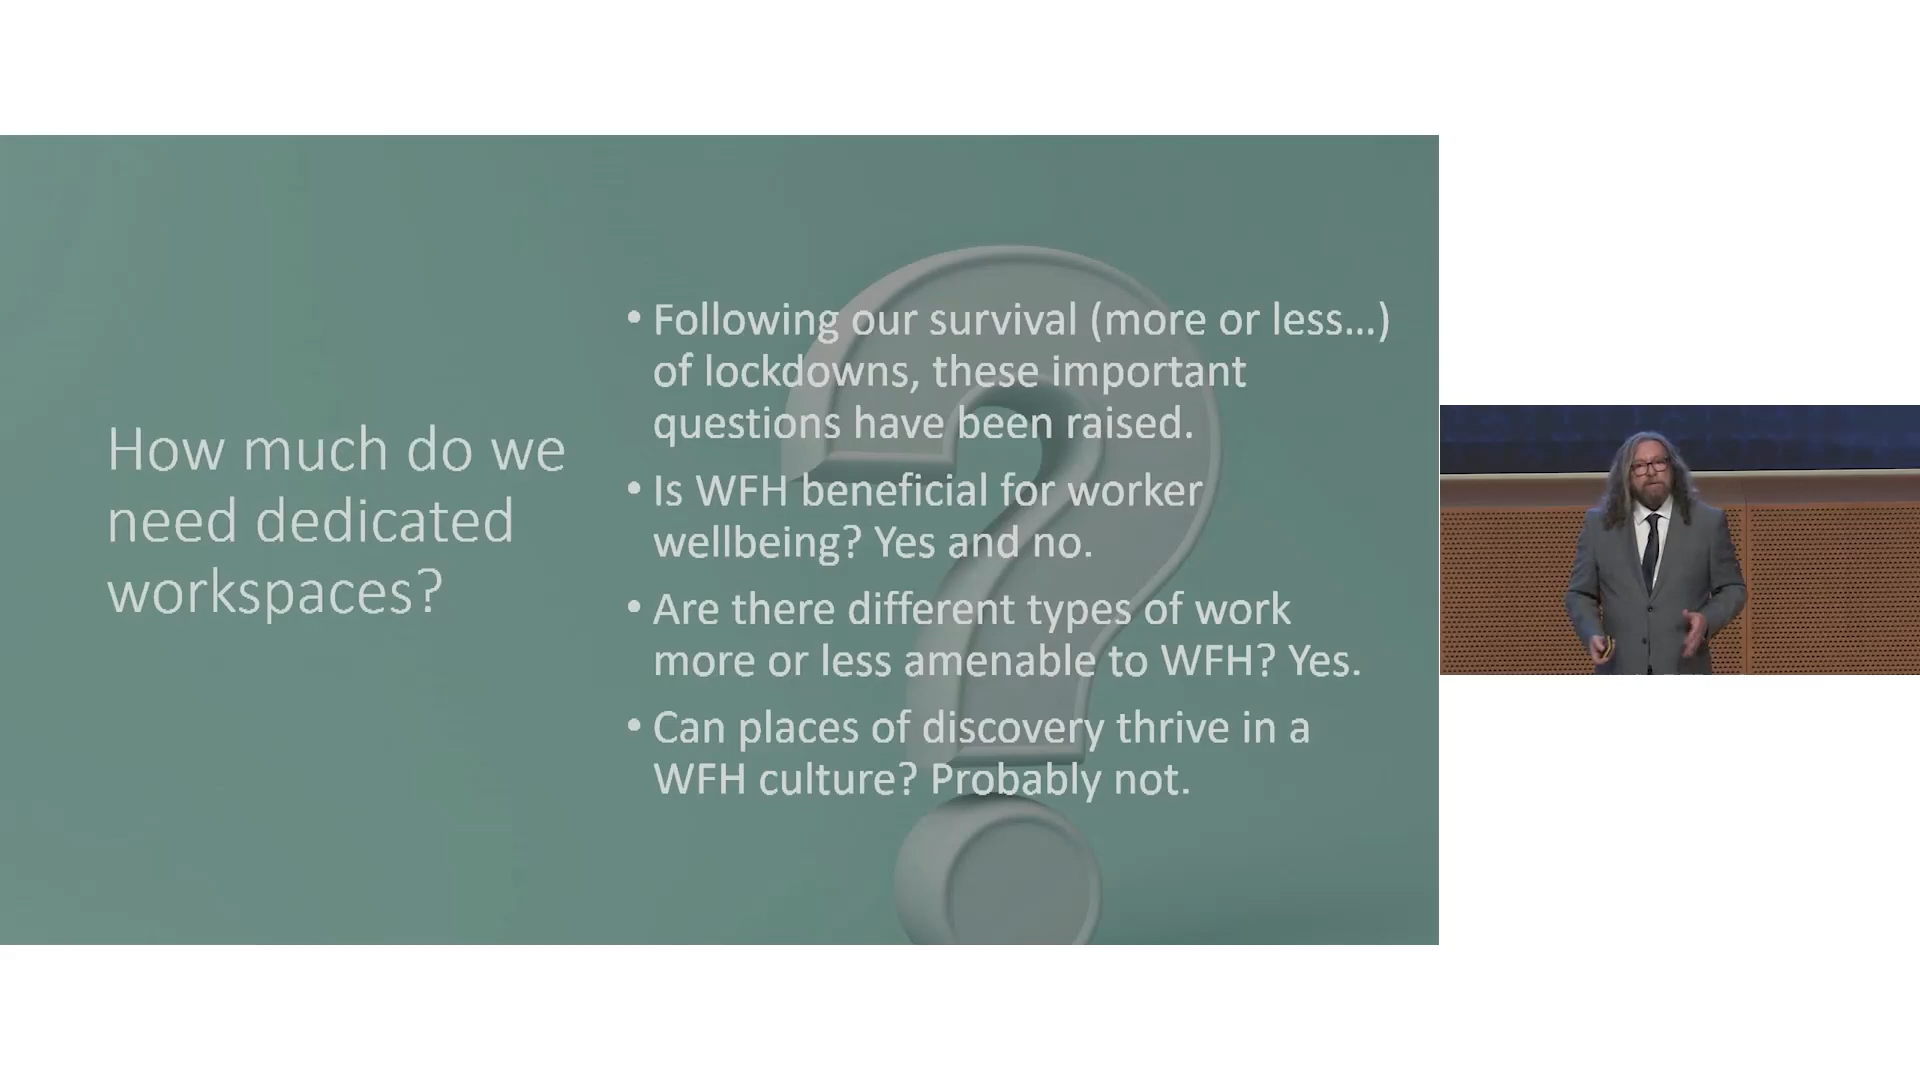 How much do we
need dedicated
workspaces?
• Following our survival (more or less...)
of lockdowns, these important
questions have been raised.
• Is WFH beneficial for worker
wellbeing? Yes and no.
• Are there different types of work
more or less amenable to WFH? Yes.
• Can places of discovery thrive in a
WFH culture? Probably not.